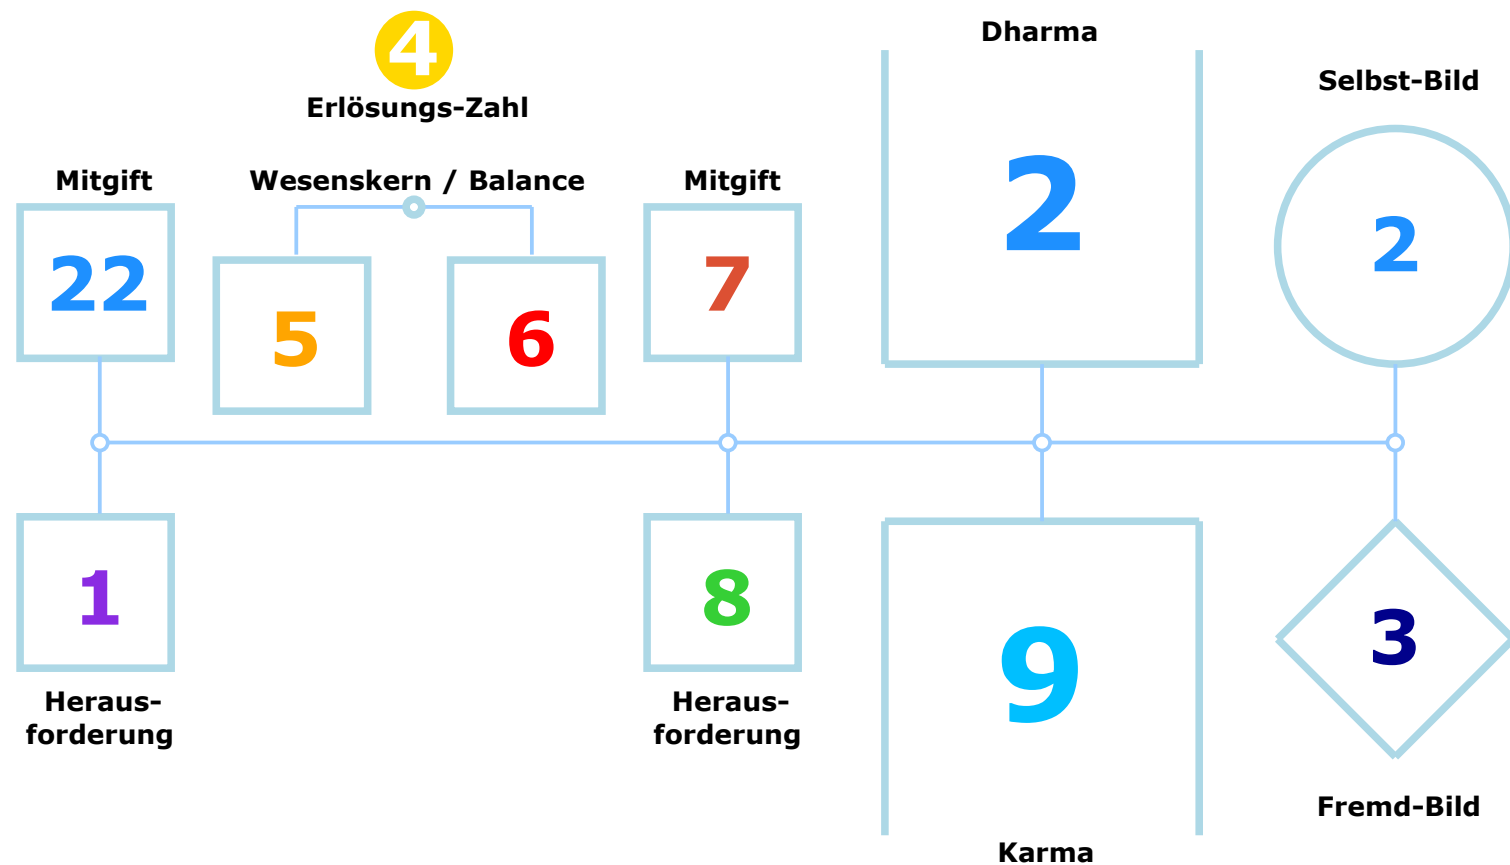 4
Erlösungs-Zahl
Dharma
Selbst-Bild
Mitgift
Wesenskern / Balance
Mitgift
22
5
6
7
2
2
1
8
9
3
Heraus-
forderung
Heraus-
forderung
Karma
Fremd-Bild